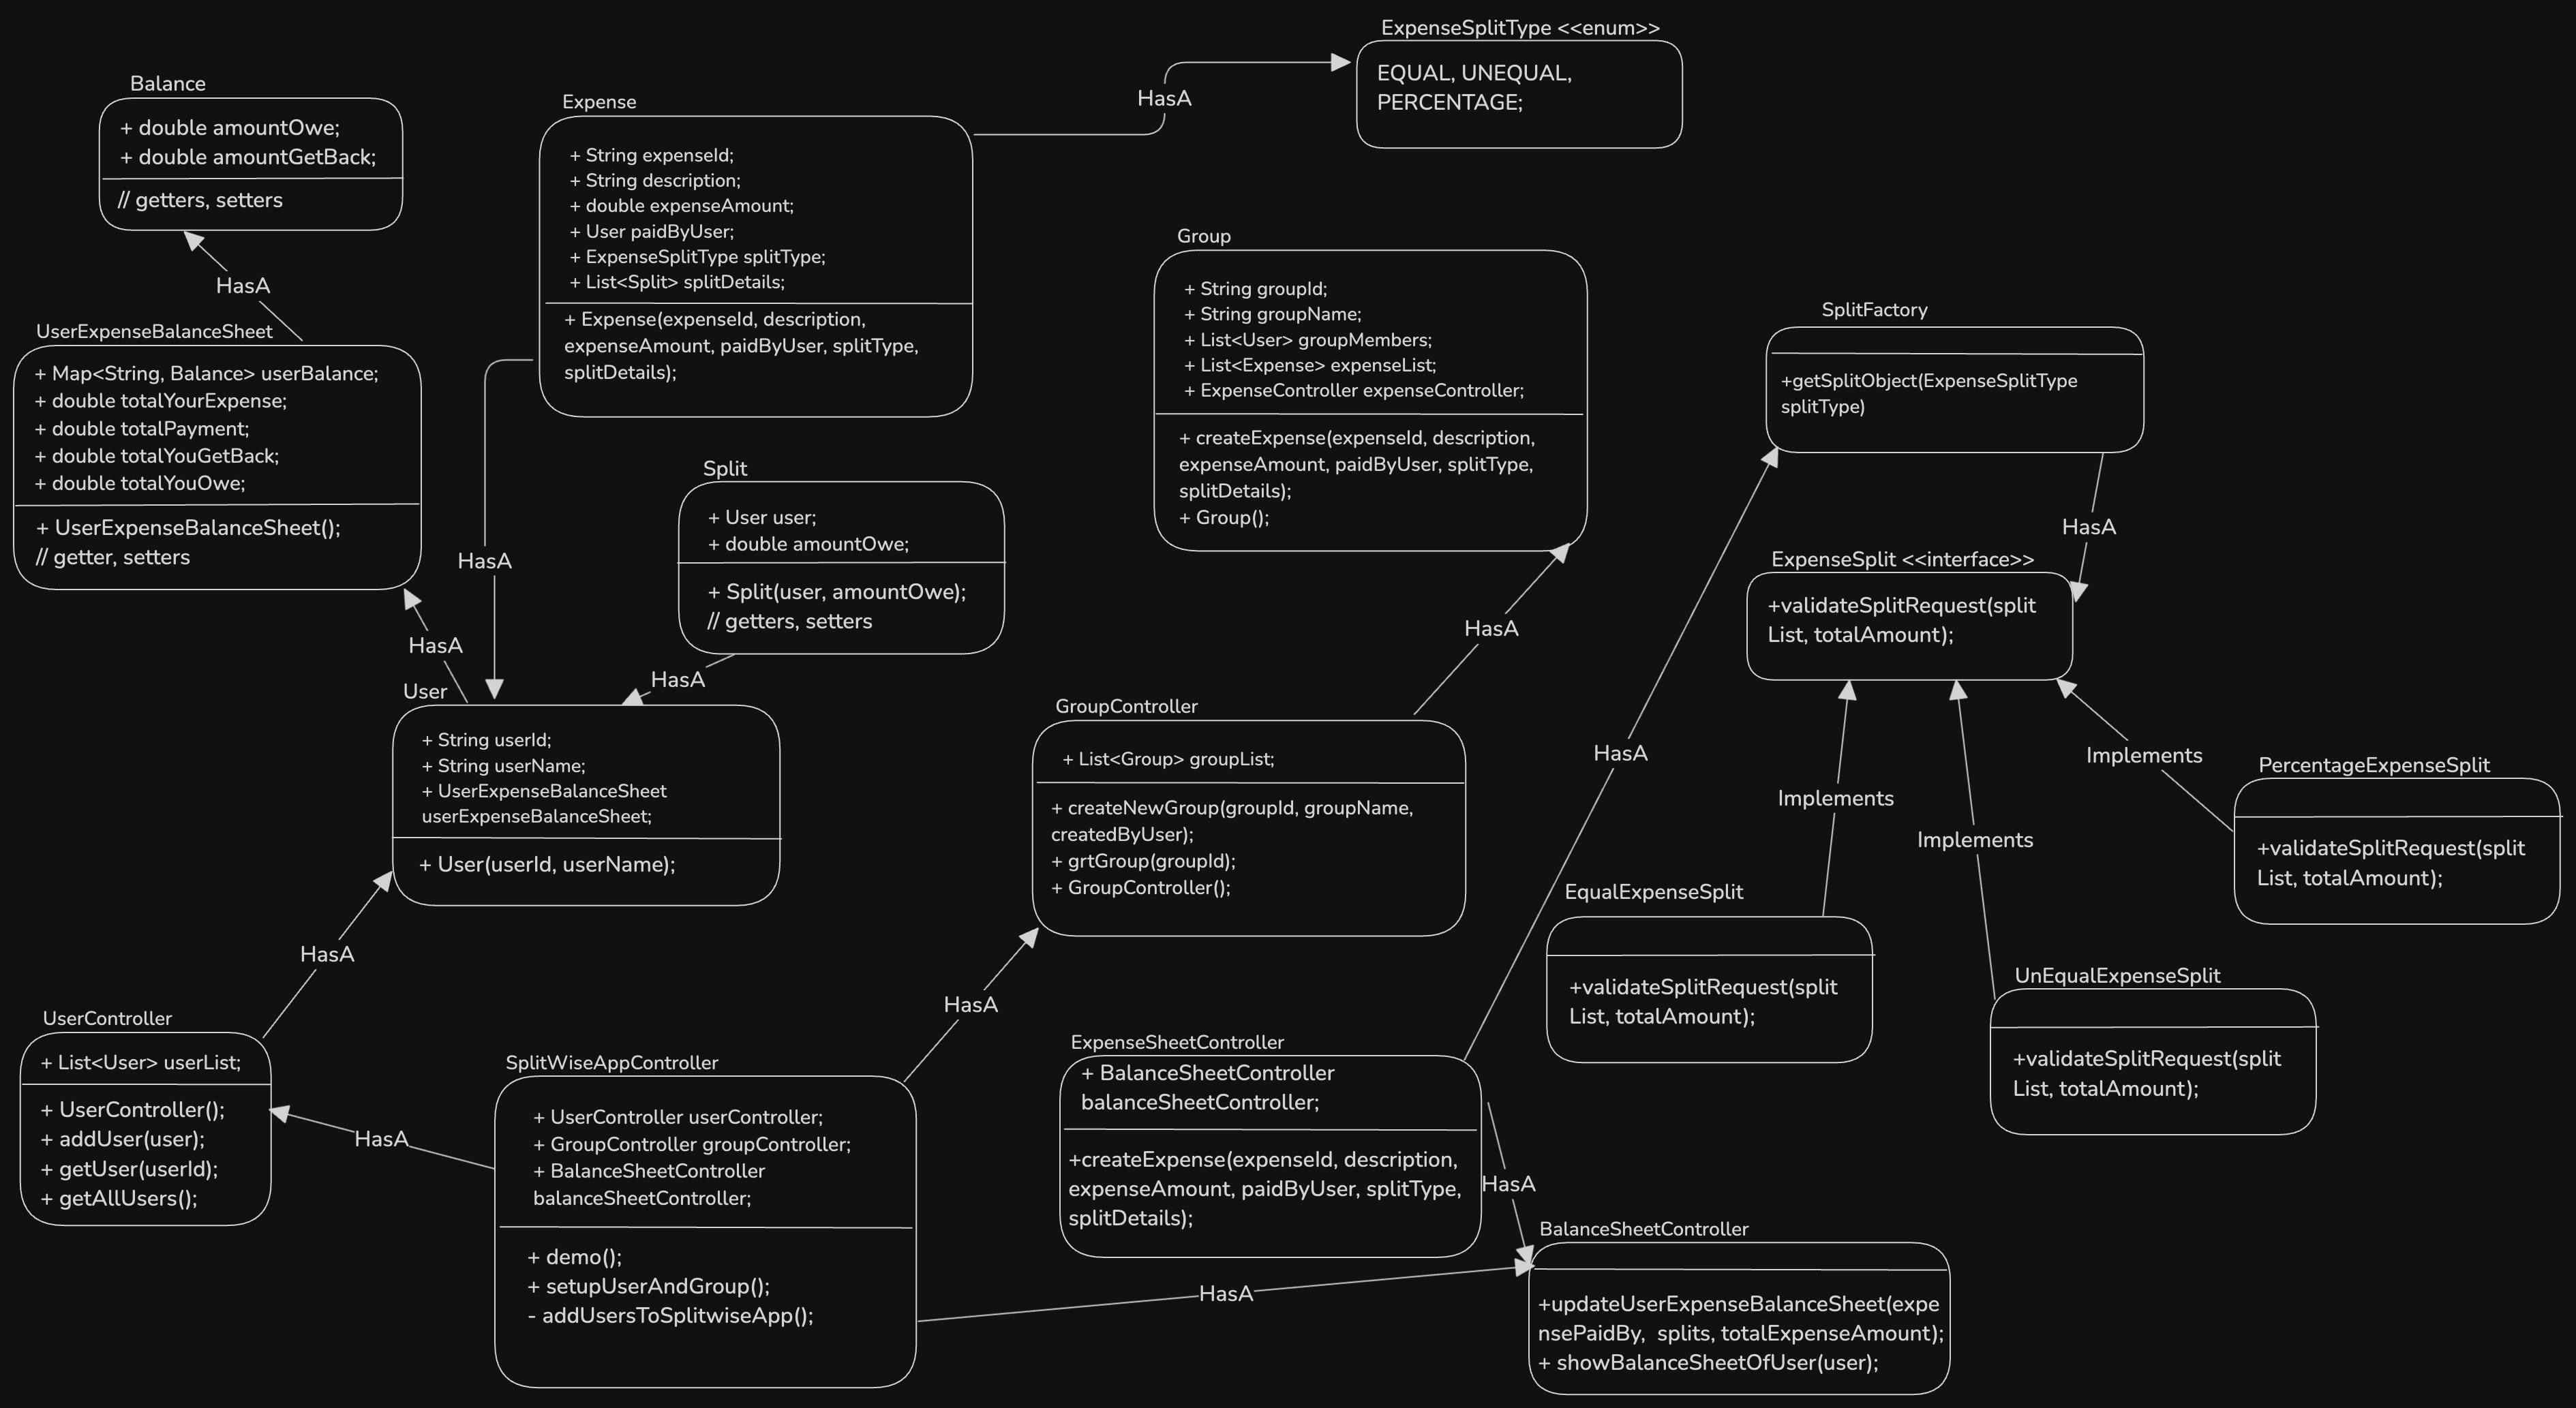 ExpenseSplitType <<enum>>
EQUAL, UNEQUAL,
PERCENTAGE;
HasA
Balance
+ double amountOwe;
+ double amountGetBack;
// getters, setters
HasA
Expense
+ String expenseId;
+ String description;
+ double expenseAmount;
+ User paidByUser;
+ ExpenseSplitType splitType;
+ List<Split> splitDetails;
+ Expense(expenseId, description,
expenseAmount, paidByUser, splitType,
splitDetails);
HasA
Group
+ String groupId;
+ String groupName;
+ List<User> groupMembers;
+ List<Expense> expenseList;
+ ExpenseController expenseController;
+ createExpense(expenseId, description,
expenseAmount, paidByUser, splitType,
splitDetails);
+ Group();
HasA
SplitFactory
+getSplitObject(ExpenseSplitType
splitType)
HasA
UserExpenseBalanceSheet
+ Map<String, Balance> userBalance;
+ double totalYourExpense;
+ double totalPayment;
+ double totalYouGetBack;
+ double totalYouOwe;
+ UserExpenseBalanceSheet();
// getter, setters
HasA
Split
+ User user;
+ double amountOwe;
+ Split(user, amountOwe);
// getters, setters
HasA
ExpenseSplit <<interface>>
+validateSplitRequest(split
List, totalAmount);
User
+ String userId;
+ String userName;
+ UserExpenseBalanceSheet
userExpenseBalanceSheet;
+ User(userId, userName);
HasA
GroupController
+ List<Group> groupList;
+ createNewGroup(groupId, groupName,
createdByUser);
+ grtGroup(groupId);
+ GroupController();
HasA
HasA
Implements
Implements
Implements
PercentageExpenseSplit
+validateSplitRequest(split
List, totalAmount);
EqualExpenseSplit
+validateSplitRequest(split
List, totalAmount);
UnEqualExpenseSplit
+validateSplitRequest(split
List, totalAmount);
UserController
+ List<User> userList;
+ UserController();
+ addUser(user);
+ getUser(userId);
+ getAllUsers();
HasA
SplitWiseAppController
+ UserController userController;
+ GroupController groupController;
+ BalanceSheetController
balanceSheetController;
+ demo();
+ setupUserAndGroup();
- addUsersToSplitwiseApp();
HasA
ExpenseSheetController
+ BalanceSheetController
balanceSheetController;
+createExpense(expenseId, description,
expenseAmount, paidByUser, splitType,
splitDetails);
HasA
BalanceSheetController
+updateUserExpenseBalanceSheet(expe
nsePaidBy,  splits, totalExpenseAmount);
+ showBalanceSheetOfUser(user);